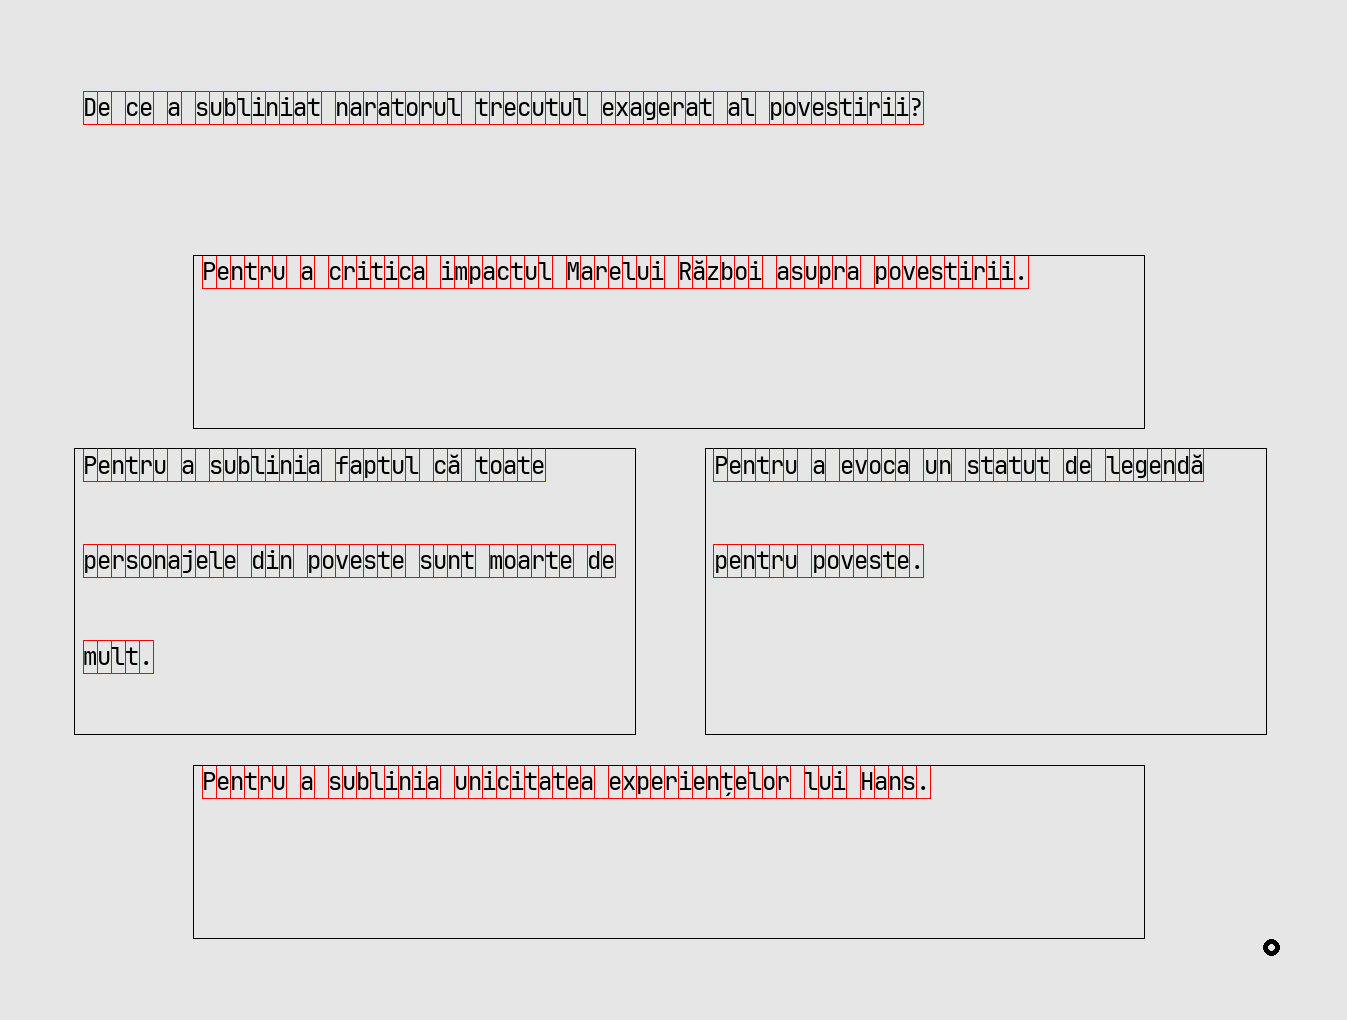 De ce a subliniat naratorul trecutul exagerat al povestirii?
Pentru a critica impactul Marelui Război asupra povestirii.
Pentru a sublinia faptul că toate
personajele din poveste sunt moarte de
mult.
Pentru a evoca un statut de legendă
pentru poveste.
Pentru a sublinia unicitatea experiențelor lui Hans.